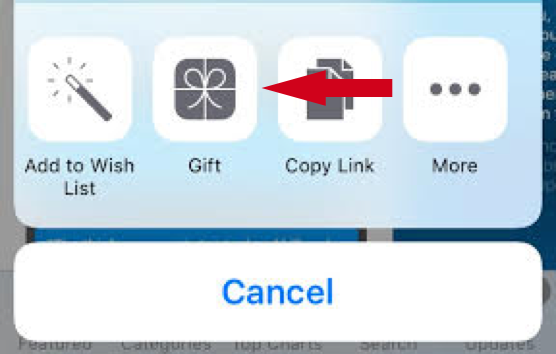 Add to Wish
List
Gift
Copy Link
More
Cancel
Featured Categories Top Charts Search Updates